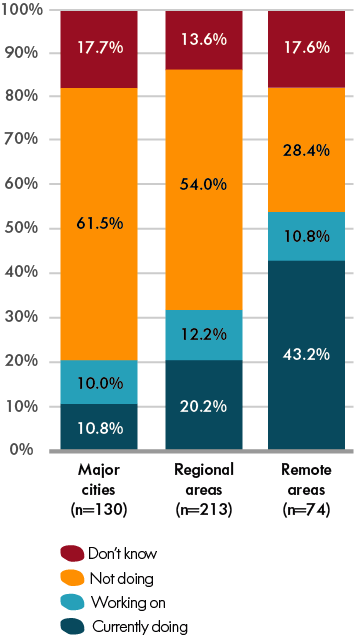 100%
90%
80%
70%
60%
50%
40%
30%
20%
10%
0%
17.7%
61.5%
10.0%
10.8%
13.6%
54.0%
12.2%
20.2%
17.6%
28.4%
10.8%
43.2%
Major
cities
(n=130)
Regional
areas
(n=213)
Remote
areas
(n=74)
Don't know
Not doing
Working on
Currently doing